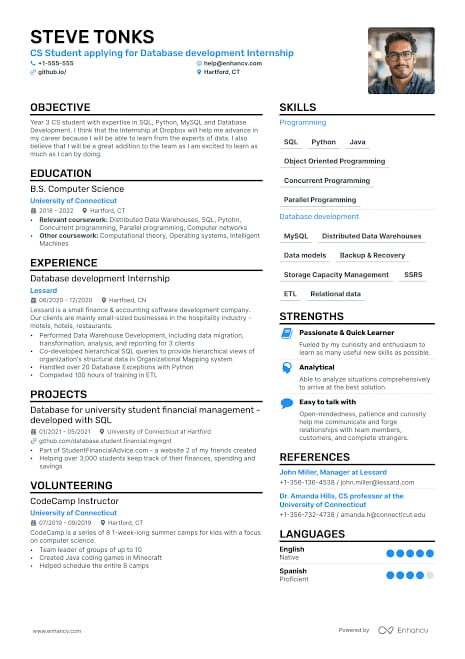 STEVE TONKS
CS Student applying for Database development Internship
+1-555-555
help@enhancv.com
github.io/
Hartford, CT
OBJECTIVE
Year 3 CS student with expertise in SQL, Python, MySQL and Database
Development. I think that the Internship at Dropbox will help me advance in
my career because I will be able to learn from the experts of data. I also
believe that I will be a great addition to the team as I am excited to learn as
much as I can by doing.
EDUCATION
B.S. Computer Science
University of Connecticut
2018 - 2022
Hartford, CT
• Relevant coursework: Distributed Data Warehouses, SQL, Pytohn,
Concurrent programming, Parallel programming, Computer networks
• Other coursework: Computational theory, Operating systems, Intelligent
Machines
EXPERIENCE
Database development Internship
Lessard
06/2020 - 12/2020
Hartfoed, CN
Lessard is a small finance & accounting software development company.
Our clients are mainly small-sized businesses in the hospitality industry -
motels, hotels, restaurants.
• Performed Data Warehouse Development, including data migration,
transformation, analysis, and reporting for 3 clients
• Co-developed hierarchical SQL queries to provide hierarchical views of
organization's structural data in Organizational Mapping system
• Handled over 20 Database Exceptions with Python
• Completed 100 hours of training in ETL
PROJECTS
Database for university student financial management -
developed with SQL
01/2021 - 05/2021
University of Connecticut at Hartford
github.com/database.student.financial.mgmgnt
• Part of StudentFinancialAdvice.com - a website 2 of my friends created
• Helping over 3,000 students keep track of their finances, spending and
savings
VOLUNTEERING
CodeCamp Instructor
University of Connecticut
07/2019 - 09/2019
Hartford, CT
CodeCamp is a series of 8 1-week-long summer camps for kids with a focus
on computer science.
• Team leader of groups of up to 10
• Created Java coding games in Minecraft
• Helped schedule the entire 8 camps
SKILLS
Programming
SQL Python Java
Object Oriented Programming
Concurrent Programming
Parallel Programming
Database development
MySQL Distributed Data Warehouses
Data models Backup & Recovery
Storage Capacity Management SSRS
ETL Relational data
STRENGTHS
Passionate & Quick Learner
Fueled by my curiosity and enthusiasm to
learn as many useful new skills as possible.
Analytical
Able to analyze situations comprehensively
to arrive at the best solution.
Easy to talk with
Open-mindedness, patience and curiosity
help me communicate and forge
relationships with team members,
customers, and complete strangers.
REFERENCES
John Miller, Manager at Lessard
+1-356-136-4538 / john.miller@lessard.com
Dr. Amanda Hills, CS professor at the
University of Connecticut
+1-356-732-4538 / amanda.h@connecticut.edu
LANGUAGES
English
Native
Spanish
Proficient
www.enhancv.com
Powered by
Enhancv